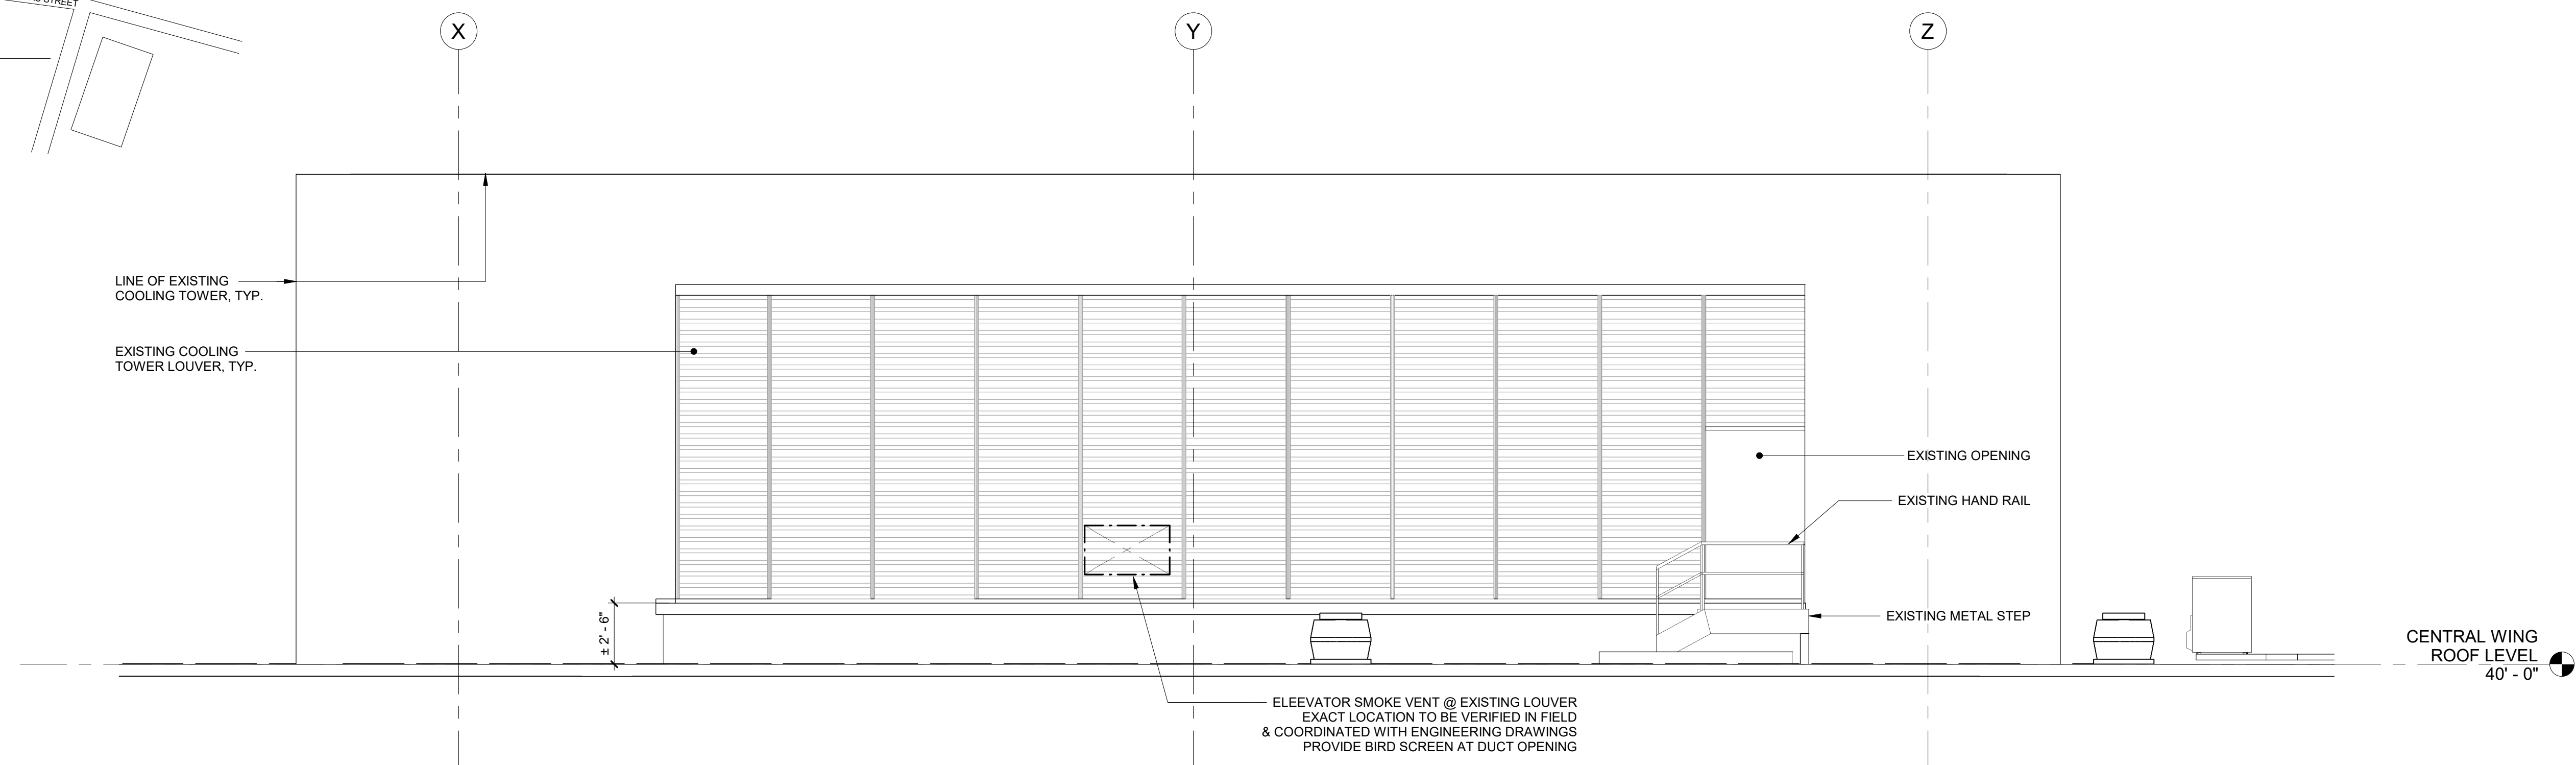 STREET
X
Y
Z
LINE OF EXISTING
COOLING TOWER, TYP.
EXISTING COOLING
TOWER LOUVER, TYP.
EXISTING OPENING
EXISTING HAND RAIL
EXISTING METAL STEP
± 2' - 6"
CENTRAL WING
ROOF LEVEL
40' - 0"
ELEEVATOR SMOKE VENT @ EXISTING LOUVER
EXACT LOCATION TO BE VERIFIED IN FIELD
& COORDINATED WITH ENGINEERING DRAWINGS
PROVIDE BIRD SCREEN AT DUCT OPENING